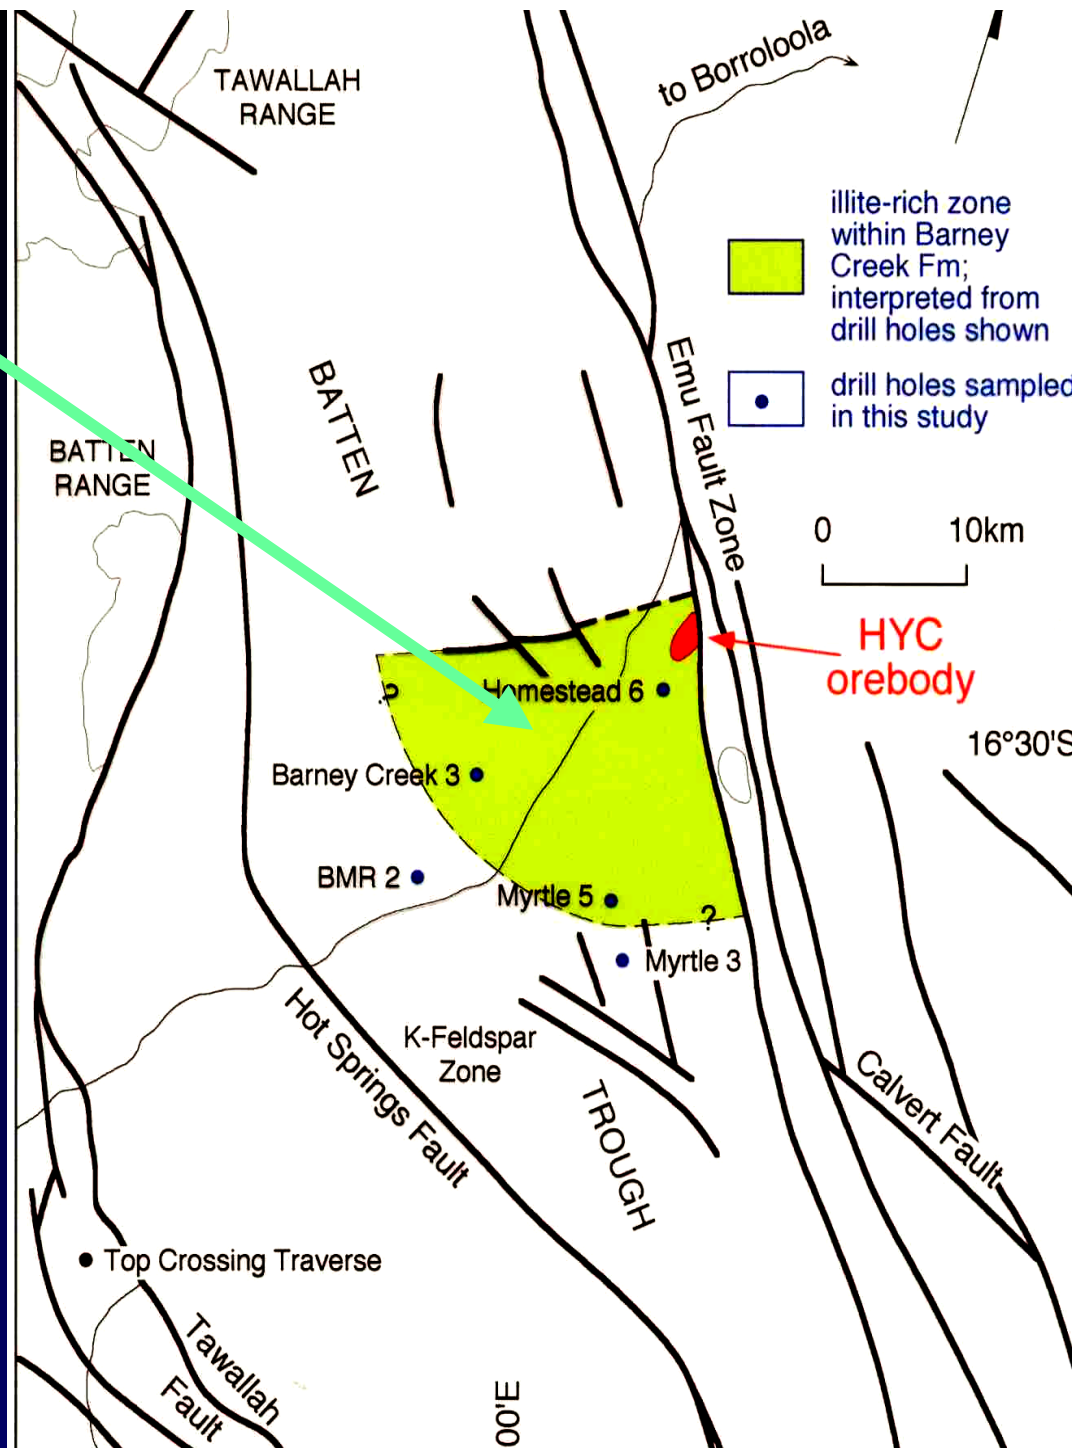 TAWALLAH
RANGE
to Borroloola
illite-rich zone
within Barney
Creek Fm;
interpreted from
drill holes shown
drill holes sampled
in this study
BATTEN
Emu Fault Zone
BATTEN
RANGE
0 10km
HYC
orebody
?
Homestead 6
16°30'S
Barney Creek 3
BMR 2
Myrtle 5
?
Myrtle 3
Hot Springs Fault
K-Feldspar
Zone
TROUGH
Calvert Fault
Top Crossing Traverse
Tawallah
Fault
00'E